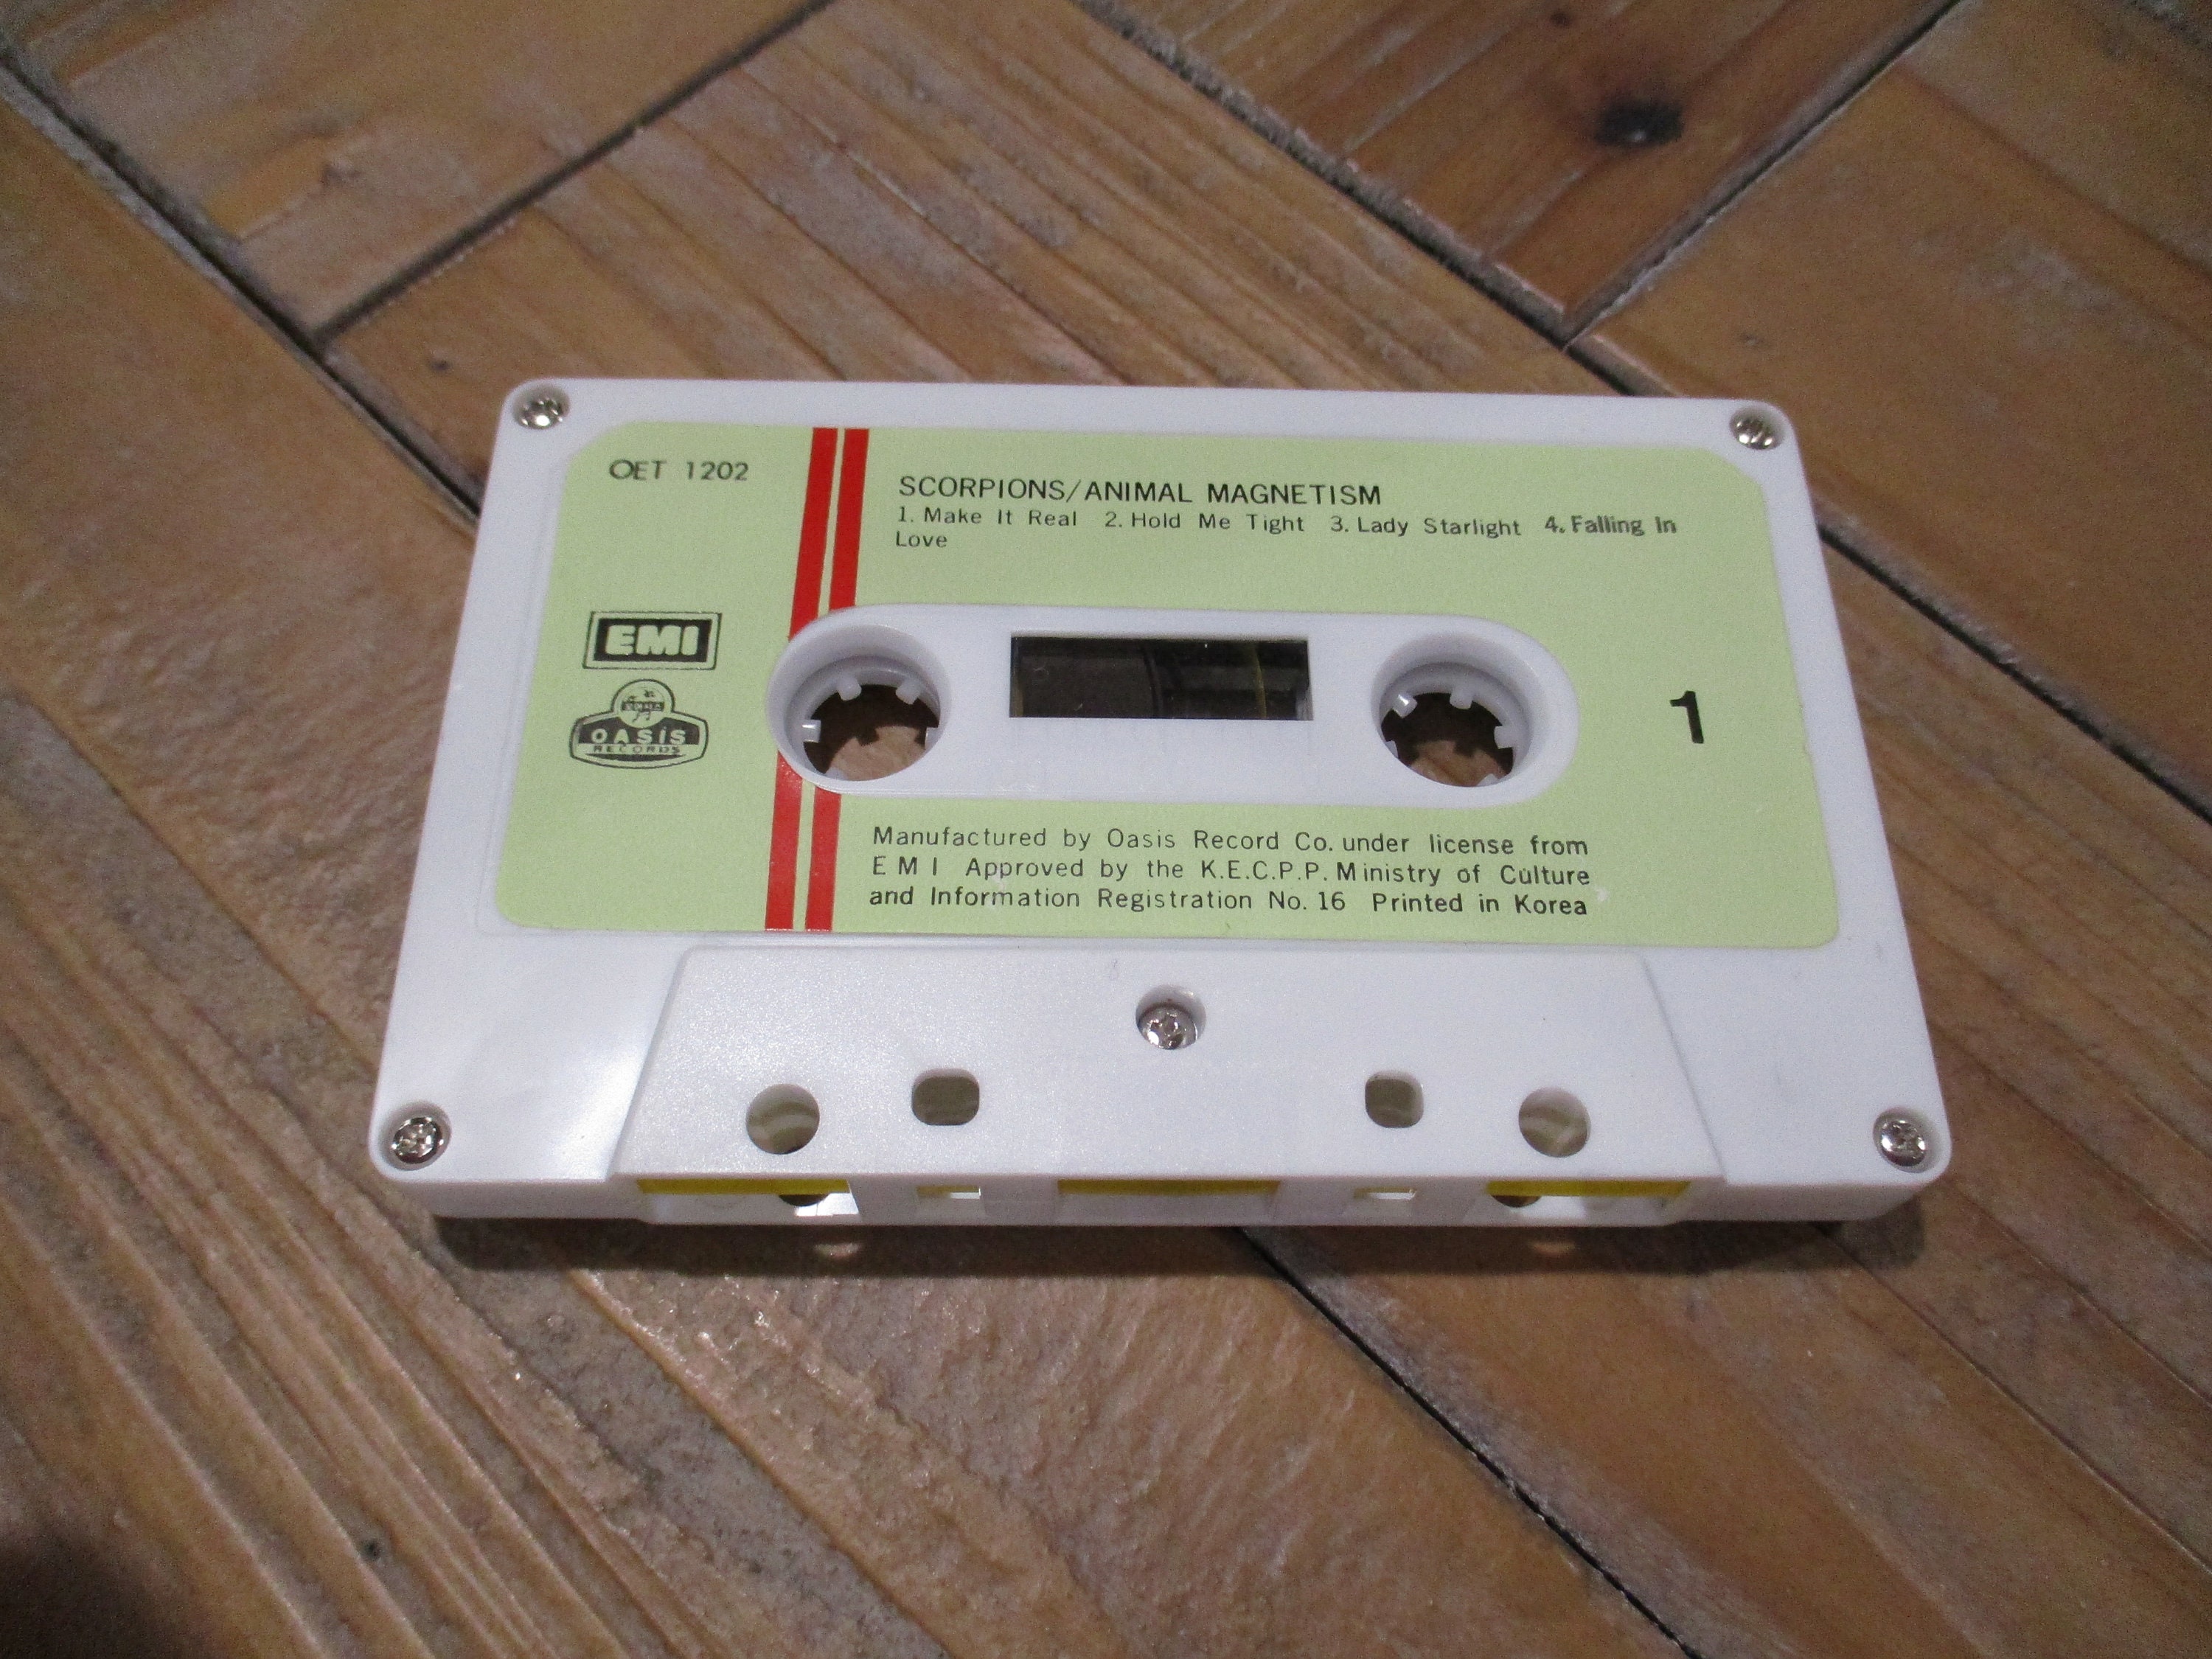 OET 1202
SCORPIONS/ANIMAL MAGNETISM
1. Make It Real 2. Hold Me Tight 3. Lady Starlight 4. Falling In
Love
EMI
OASIS
RECORDS
1
Manufactured by Oasis Record Co. under license from
E M I Approved by the K.E.C.P.P. Ministry of Culture
and Information Registration No. 16 Printed in Korea